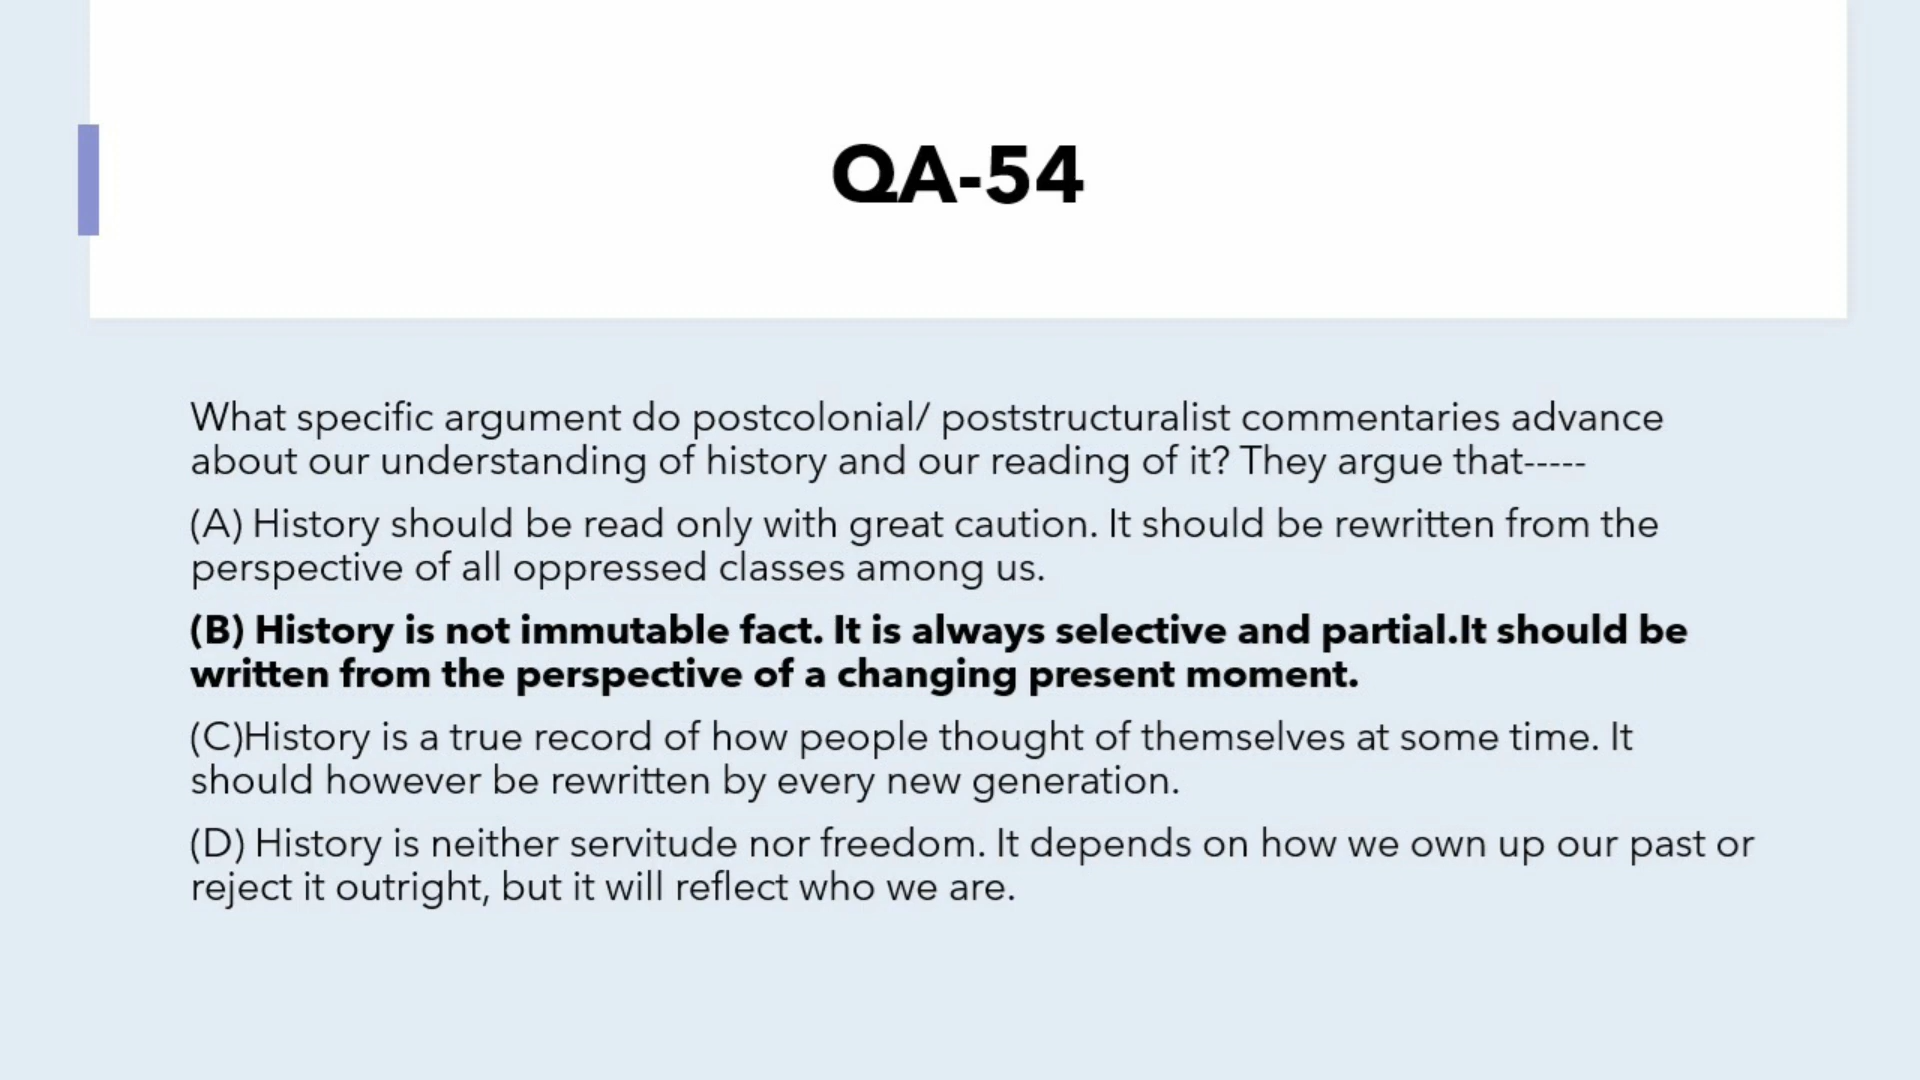 QA-54
What specific argument do postcolonial/ poststructuralist commentaries advance
about our understanding of history and our reading of it? They argue that-----
(A) History should be read only with great caution. It should be rewritten from the
perspective of all oppressed classes among us.
(B) History is not immutable fact. It is always selective and partial.It should be
written from the perspective of a changing present moment.
(C)History is a true record of how people thought of themselves at some time. It
should however be rewritten by every new generation.
(D) History is neither servitude nor freedom. It depends on how we own up our past or
reject it outright, but it will reflect who we are.